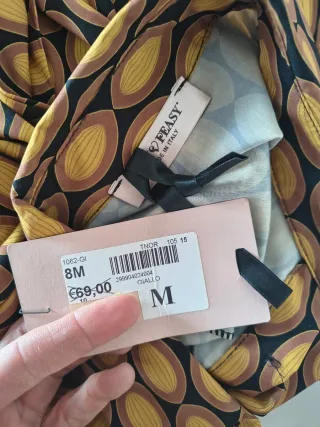 FEASY
MADE IN ITALY
TNOR 105 15
1062-GI
8M
€69,00
GIALLO
M